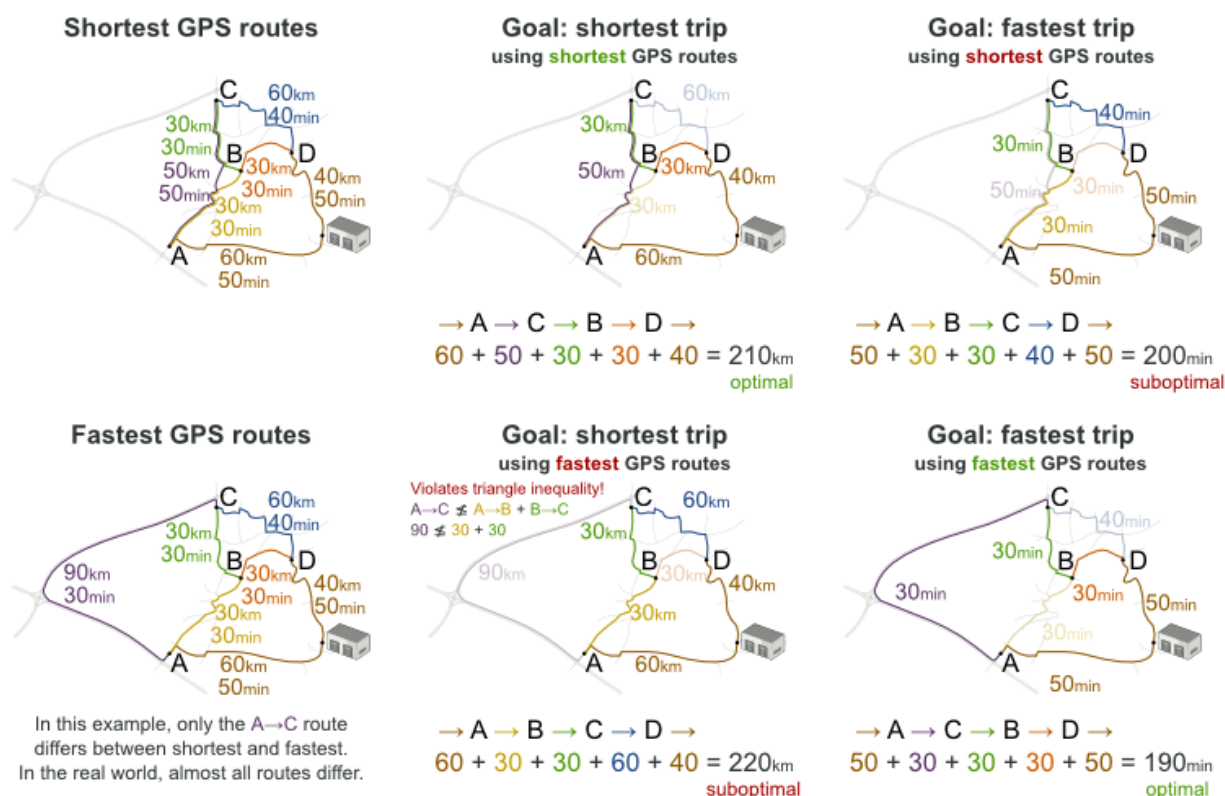 Shortest GPS routes
C
60km
40min
30km
30min
B
D
50km
50min
30km
30min
40km
50min
30km
30min
A
60km
50min
Goal: shortest trip
using shortest GPS routes
C
60km
30km
B
D
50km
30km
40km
30km
A
60km
→ A → C → B → D →
60 + 50 + 30 + 30 + 40 = 210km
optimal
Goal: fastest trip
using shortest GPS routes
C
40min
30min
B
D
50min
30min
50min
30min
A
50min
→ A → B → C → D →
50 + 30 + 30 + 40 + 50 = 200min
suboptimal
Fastest GPS routes
C
60km
40min
30km
30min
B
D
90km
30min
30km
30min
40km
50min
30km
30min
A
60km
50min
In this example, only the A→C route
differs between shortest and fastest.
In the real world, almost all routes differ.
Goal: shortest trip
using fastest GPS routes
Violates triangle inequality!
A→C ≰ A→B + B→C
90 ≰ 30 + 30
C
60km
30km
B
D
90km
30km
40km
30km
A
60km
→ A → B → C → D →
60 + 30 + 30 + 60 + 40 = 220km
suboptimal
Goal: fastest trip
using fastest GPS routes
C
40min
30min
B
D
30min
30min
50min
30min
A
50min
→ A → C → B → D →
50 + 30 + 30 + 30 + 50 = 190min
optimal